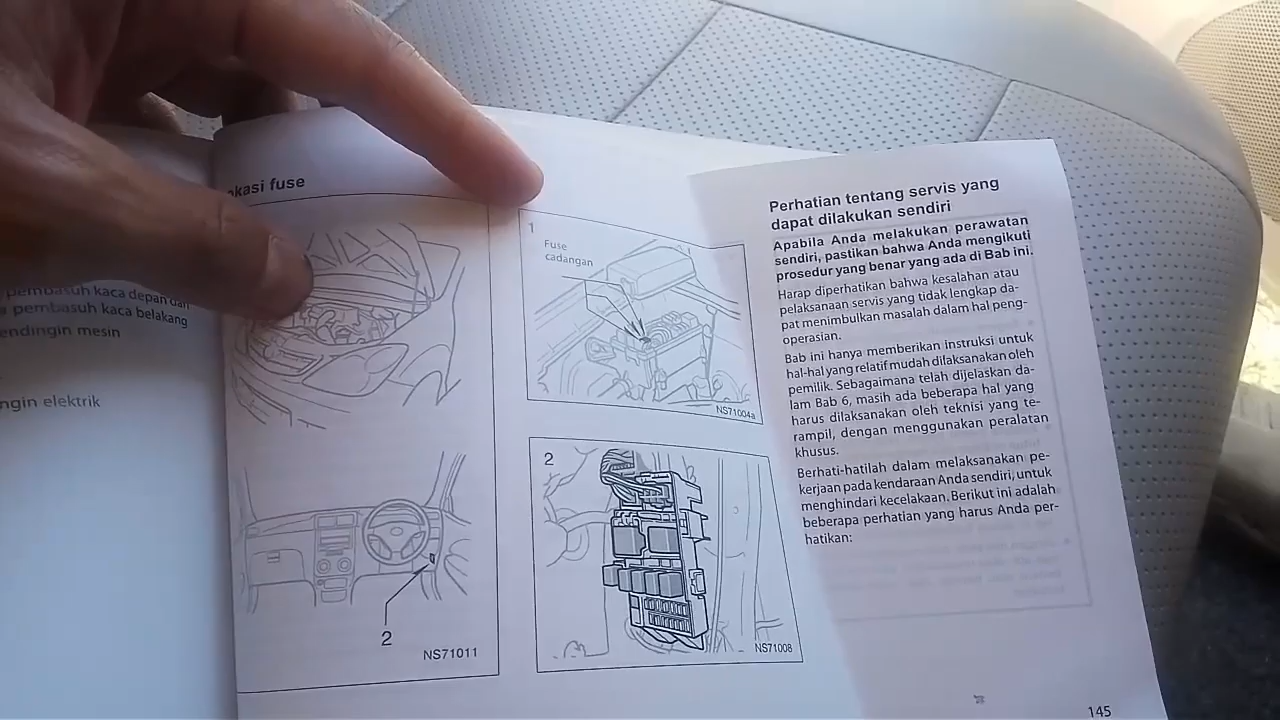 pembasuh kaca depan dan
a pembasuh kaca belakang
endingin mesin
ngin elektrik
okasi fuse
2
NS71011
1
Fuse
cadangan
NS71004a
2
NS71008
Perhatian tentang servis yang
dapat dilakukan sendiri
Apabila Anda melakukan perawatan
sendiri, pastikan bahwa Anda mengikuti
prosedur yang benar yang ada di Bab ini.
Harap diperhatikan bahwa kesalahan atau
pelaksanaan servis yang tidak lengkap da-
pat menimbulkan masalah dalam hal peng-
operasian.
Bab ini hanya memberikan instruksi untuk
hal-hal yang relatif mudah dilaksanakan oleh
pemilik. Sebagaimana telah dijelaskan da-
lam Bab 6, masih ada beberapa hal yang
harus dilaksanakan oleh teknisi yang te-
rampil, dengan menggunakan peralatan
khusus.
Berhati-hatilah dalam melaksanakan pe-
kerjaan pada kendaraan Anda sendiri, untuk
menghindari kecelakaan. Berikut ini adalah
beberapa perhatian yang harus Anda per-
hatikan:
145